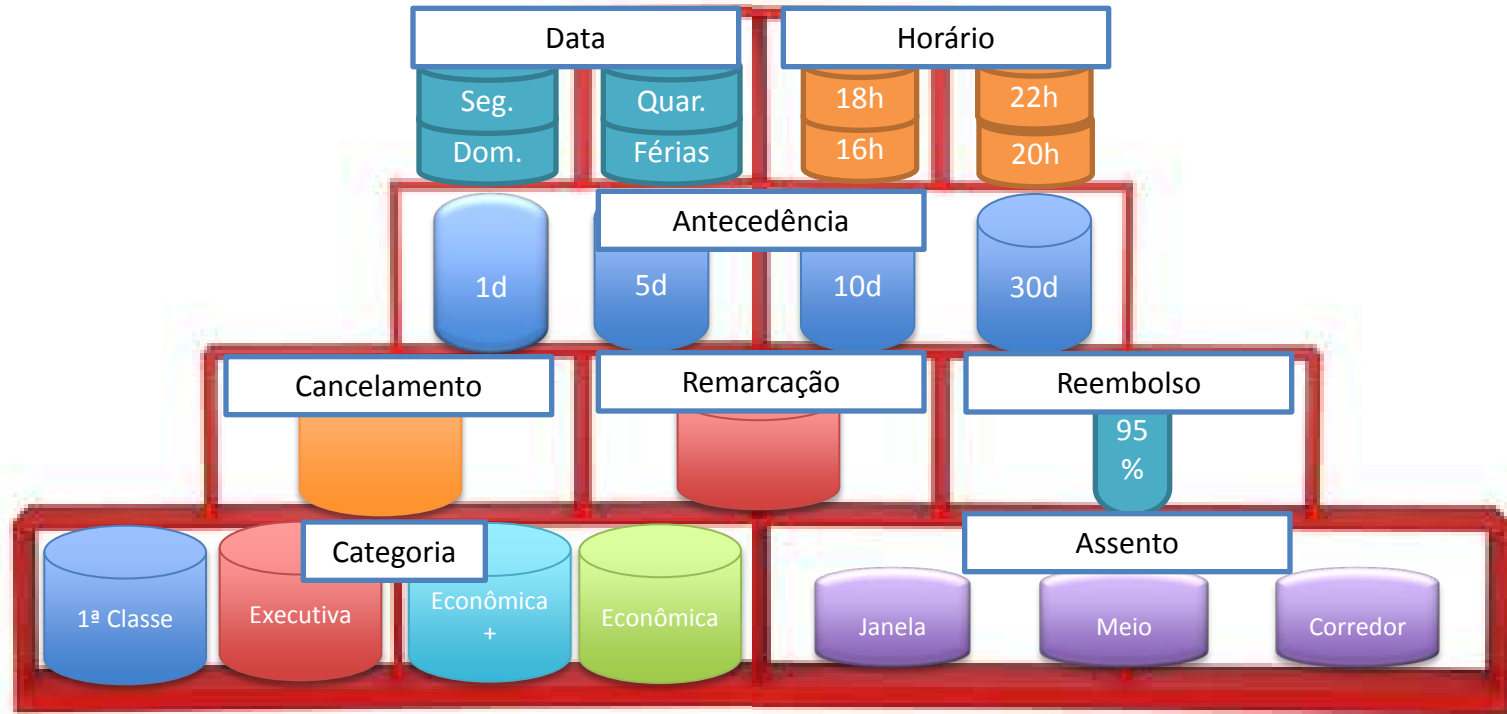 Data
Horário
Seg.
Quar.
18h
22h
Dom.
Férias
16h
20h
Antecedência
1d
5d
10d
30d
Cancelamento
Remarcação
Reembolso
95
%
Categoria
Assento
1ª Classe
Executiva
Econômica
+
Econômica
Janela
Meio
Corredor